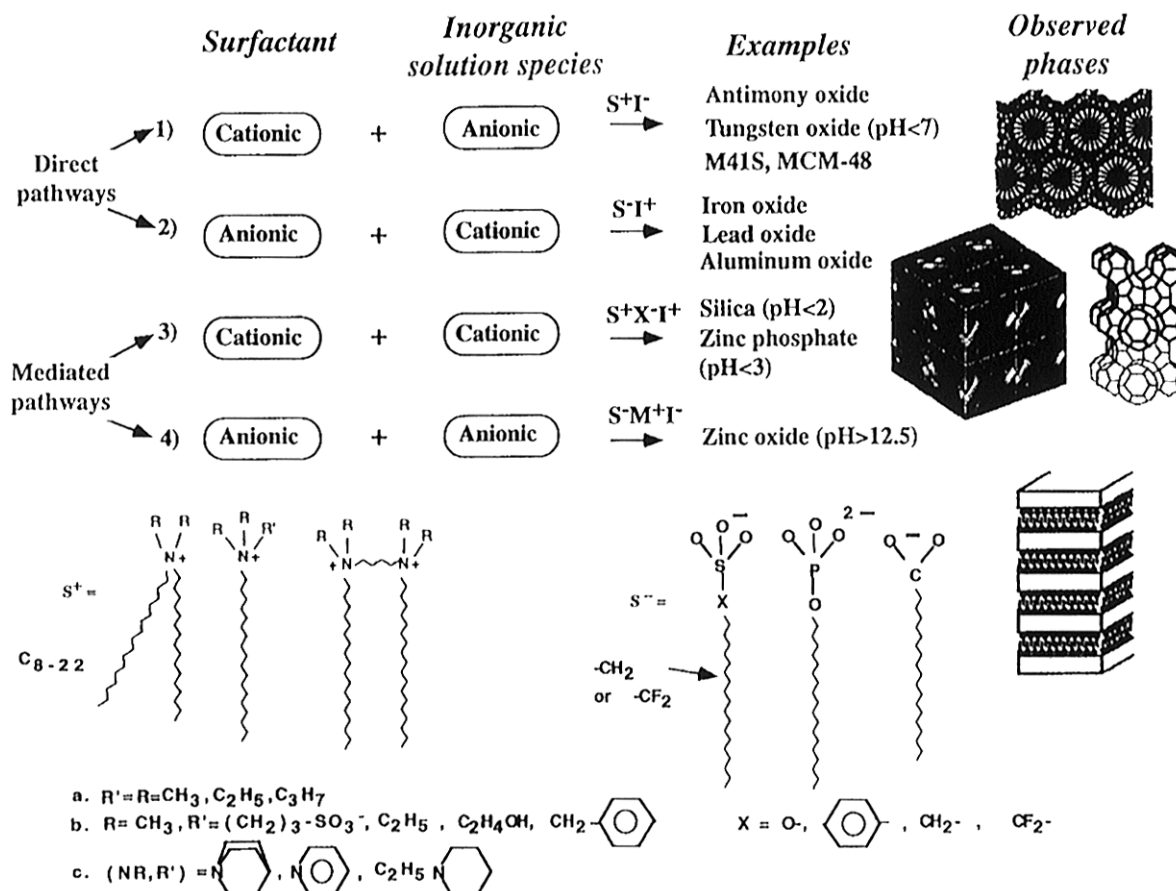 Surfactant
Inorganic
solution species
Examples
Observed
phases
Direct
pathways
1) Cationic + Anionic S⁺I⁻
Antimony oxide
Tungsten oxide (pH<7)
M41S, MCM-48
2) Anionic + Cationic S⁻I⁺
Iron oxide
Lead oxide
Aluminum oxide
Mediated
pathways
3) Cationic + Cationic S⁺X⁻I⁺
Silica (pH<2)
Zinc phosphate
(pH<3)
4) Anionic + Anionic S⁻M⁺I⁻
Zinc oxide (pH>12.5)
S⁺ =
C₈₋₂₂
R R
N+
R R R'
N+
R R R R
+N N+
S⁻ =
-CH₂
or -CF₂
O O O –
S
X
O O O 2–
P
O
O – O
C
a. R'=R=CH₃, C₂H₅, C₃H₇
b. R=CH₃, R'=(CH₂)₃-SO₃⁻, C₂H₅, C₂H₄OH, CH₂-
X = O-, -, CH₂-, CF₂-
c. (NR,R') = N, N, C₂H₅ N